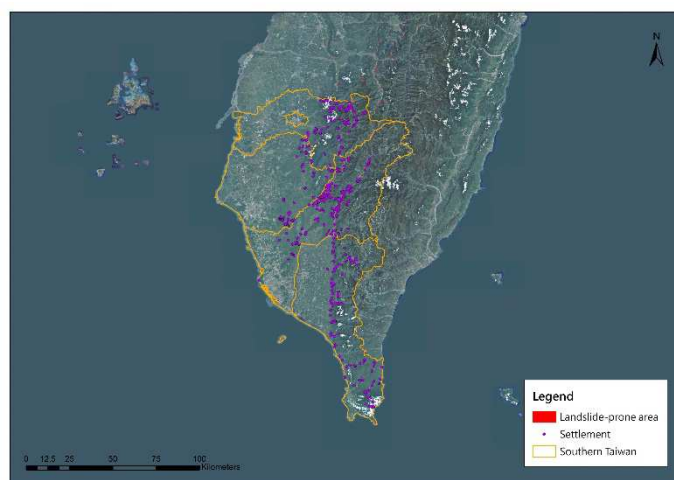 N
Legend
Landslide-prone area
Settlement
Southern Taiwan
0 12.5 25 50 75 100
Kilometers